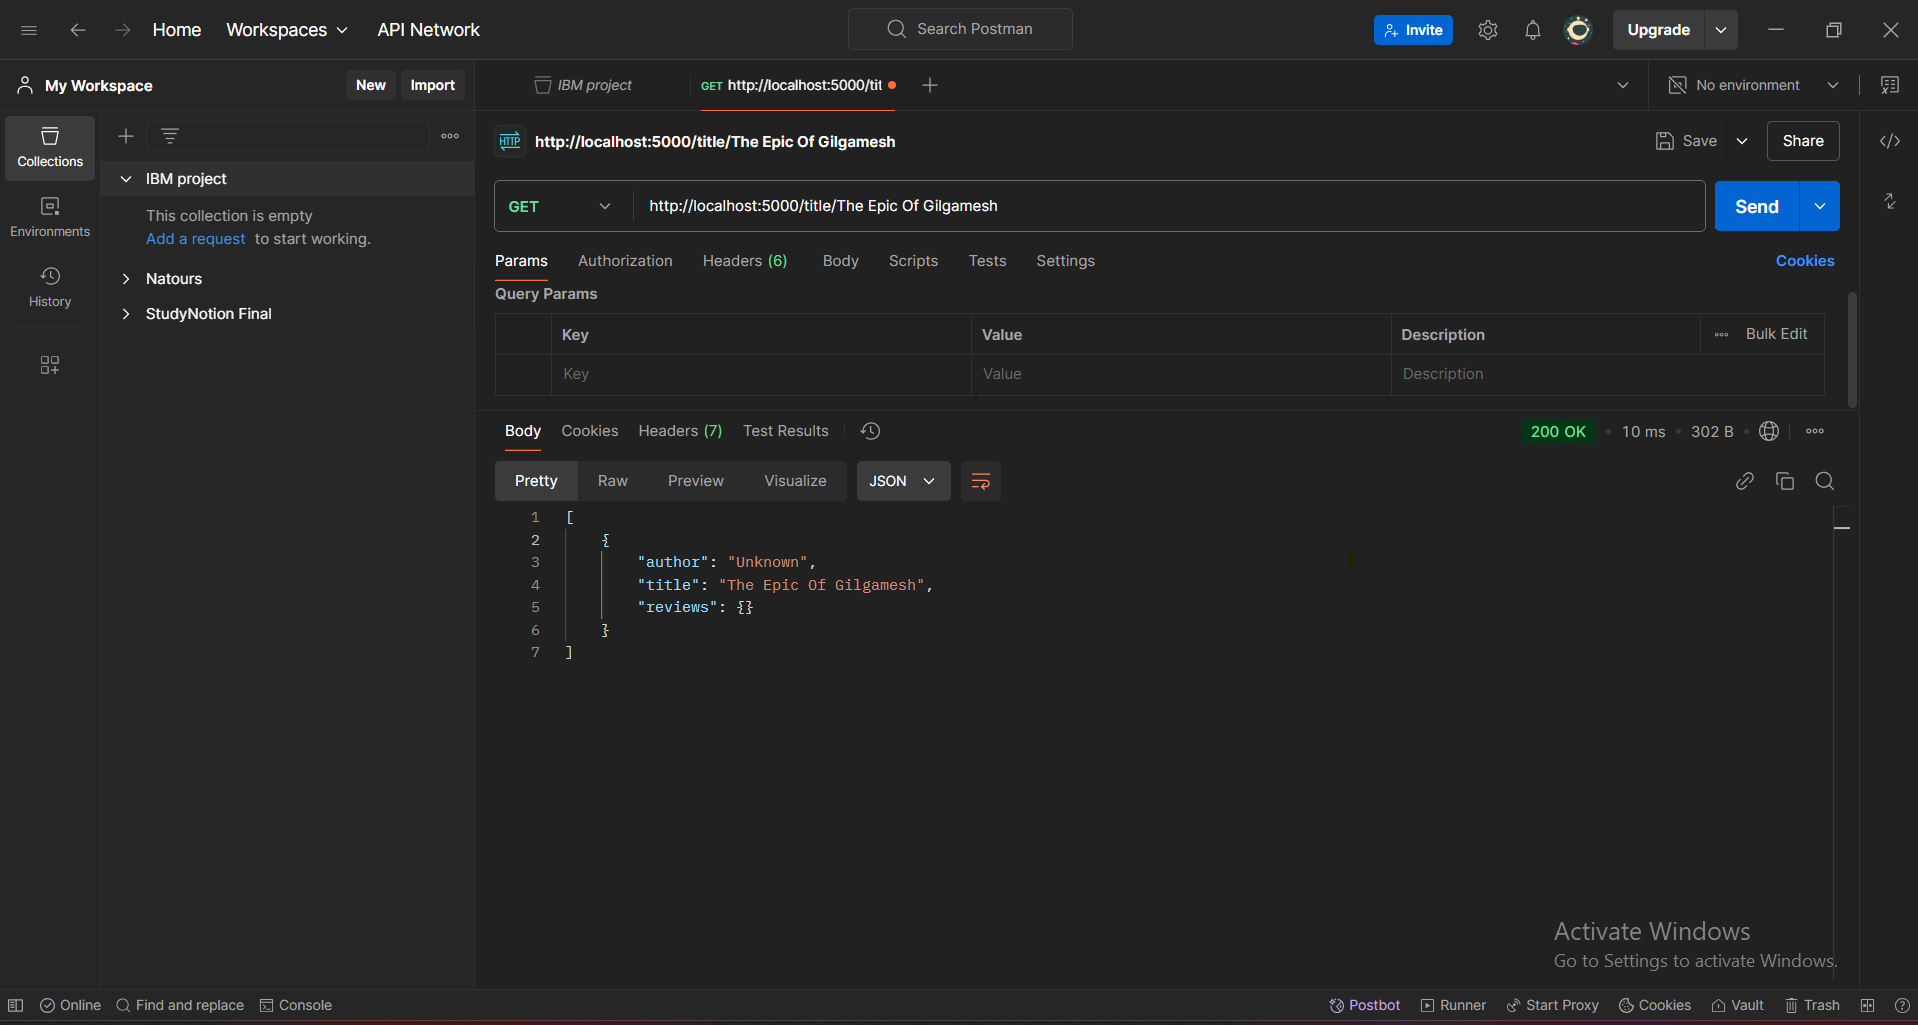 Home Workspaces API Network Search Postman Invite Upgrade
My Workspace New Import IBM project GET http://localhost:5000/tit No environment
HTTP http://localhost:5000/title/The Epic Of Gilgamesh Save Share
Collections
IBM project
This collection is empty
Add a request to start working.
Environments
Natours
History
StudyNotion Final
GET http://localhost:5000/title/The Epic Of Gilgamesh Send
Params Authorization Headers (6) Body Scripts Tests Settings Cookies
Query Params
Key Value Description Bulk Edit
Key Value Description
Body Cookies Headers (7) Test Results 200 OK • 10 ms • 302 B
Pretty Raw Preview Visualize JSON
1 [
2 {
3 "author": "Unknown",
4 "title": "The Epic Of Gilgamesh",
5 "reviews": {}
6 }
7 ]
Activate Windows
Go to Settings to activate Windows.
Online Find and replace Console Postbot Runner Start Proxy Cookies Vault Trash